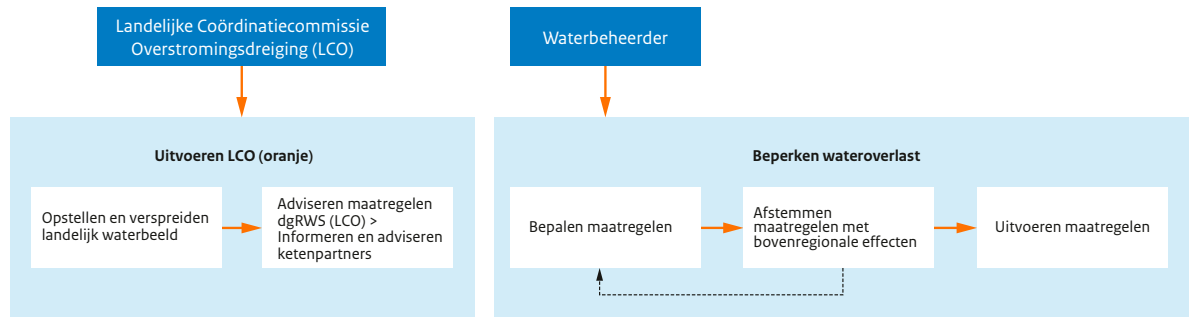 Landelijke Coördinatiecommissie
Overstromingsdreiging (LCO)
Uitvoeren LCO (oranje)
Opstellen en verspreiden
landelijk waterbeeld
Adviseren maatregelen
dgRWS (LCO) >
Informeren en adviseren
ketenpartners
Waterbeheerder
Beperken wateroverlast
Bepalen maatregelen
Afstemmen
maatregelen met
bovenregionale effecten
Uitvoeren maatregelen